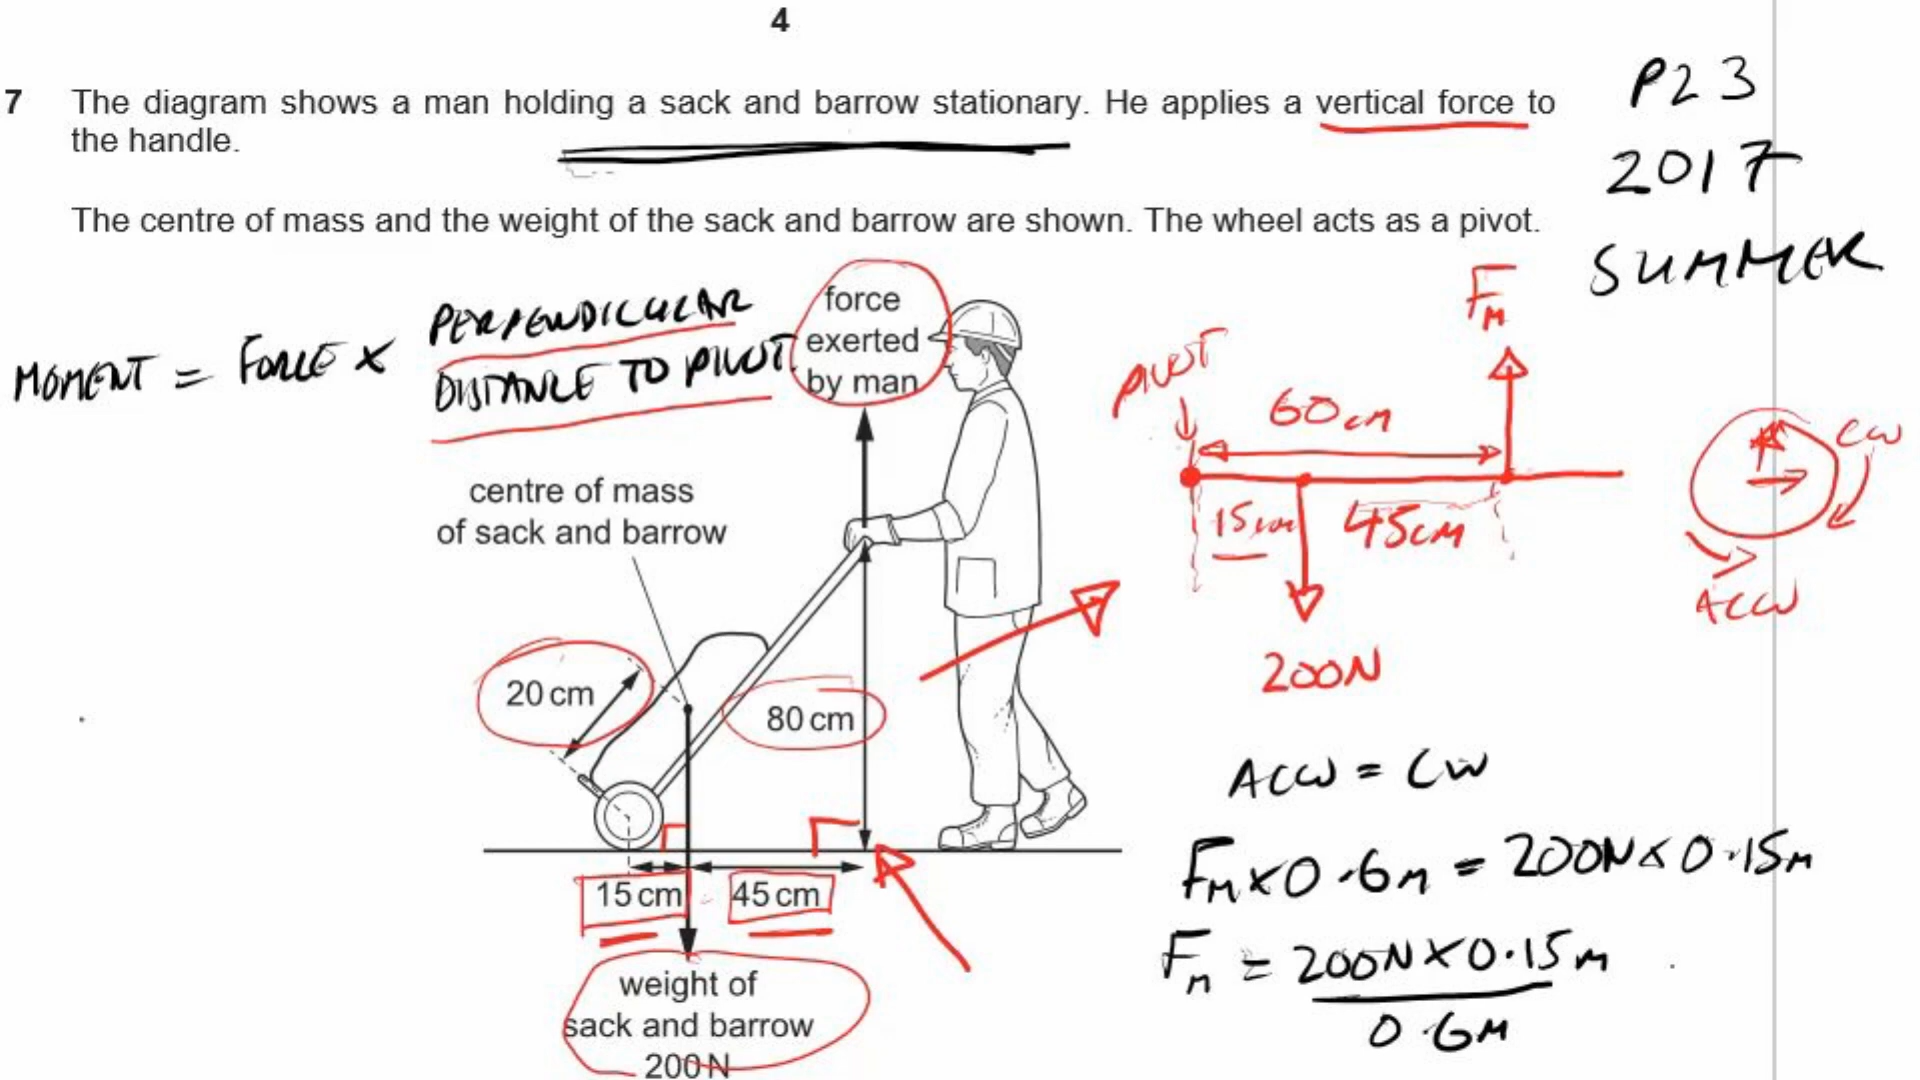 4
7 The diagram shows a man holding a sack and barrow stationary. He applies a vertical force to
the handle.
P23
2017
SUMMER
The centre of mass and the weight of the sack and barrow are shown. The wheel acts as a pivot.
MOMENT = FORCE × PERPENDICULAR
DISTANCE TO PIVOT.
force
exerted
by man
centre of mass
of sack and barrow
20 cm
80 cm
15 cm 45 cm
weight of
sack and barrow
200 N
FM
PIVOT
60cm
15cm 45cm
200N
CW
ACW
ACW = CW
FM × 0.6M = 200N × 0.15M
FM = 200N × 0.15M
0.6M